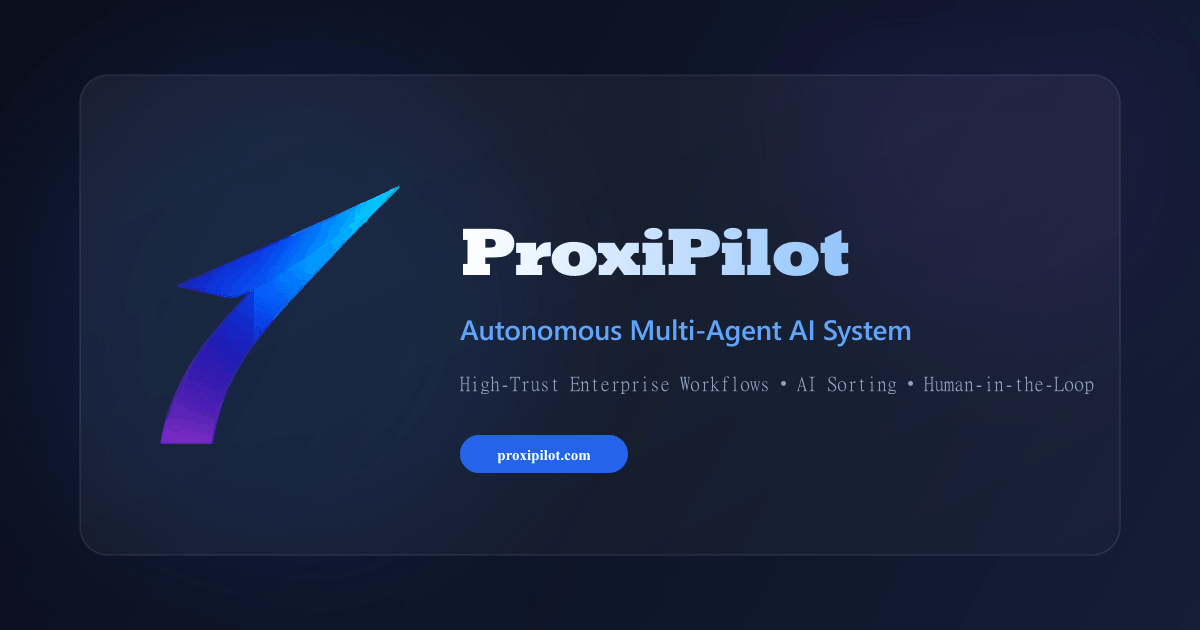 ProxiPilot
Autonomous Multi-Agent AI System
High-Trust Enterprise Workflows • AI Sorting • Human-in-the-Loop
proxipilot.com